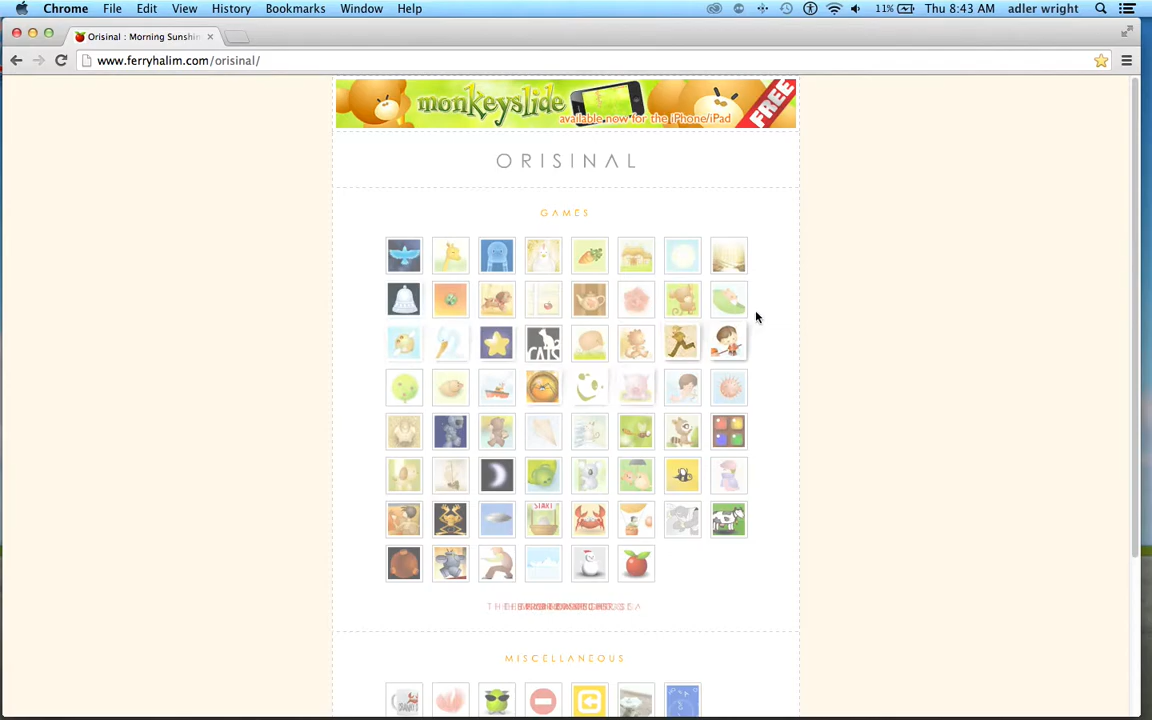 Chrome File Edit View History Bookmarks Window Help 11% Thu 8:43 AM adler wright
Orisinal : Morning Sunshin
www.ferryhalim.com/orisinal/
monkeyslide
available now for the iPhone/iPad
FREE
ORISINAL
GAMES
CATS
START
MISCELLANEOUS